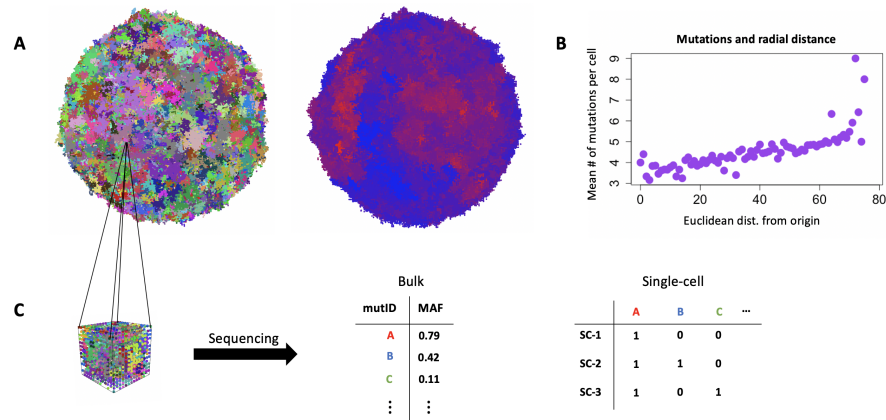 A
B
Mutations and radial distance
Mean # of mutations per cell
9
8
7
6
5
4
3
0 20 40 60 80
Euclidean dist. from origin
C
Sequencing
Bulk
mutID MAF
A 0.79
B 0.42
C 0.11
⋮ ⋮
Single-cell
A B C ...
SC-1 1 0 0
SC-2 1 1 0
SC-3 1 0 1